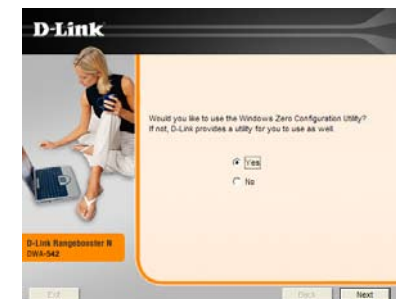 D-Link
Would you like to use the Windows Zero Configuration Utility?
If not, D-Link provides a utility for you to use as well.
Yes
No
D-Link Rangebooster N
DWA-542
Exit
Back
Next